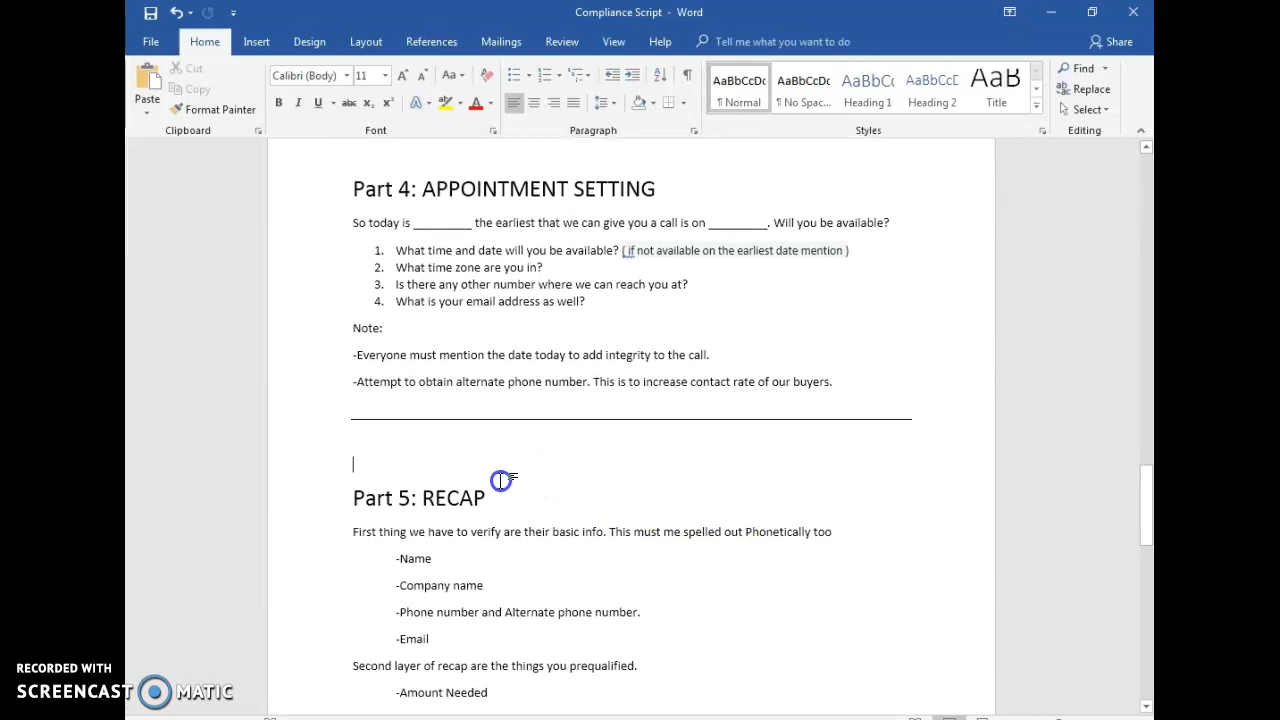 Compliance Script - Word
File Home Insert Design Layout References Mailings Review View Help Tell me what you want to do Share
Paste
Cut
Copy
Format Painter
Clipboard
Calibri (Body) 11
Font
Paragraph
AaBbCcDc ¶ Normal
AaBbCcDc ¶ No Spac...
AaBbCc Heading 1
AaBbCcD Heading 2
AaB Title
Styles
Find
Replace
Select
Editing
Part 4: APPOINTMENT SETTING
So today is _________ the earliest that we can give you a call is on _________. Will you be available?
1. What time and date will you be available? ( if not available on the earliest date mention )
2. What time zone are you in?
3. Is there any other number where we can reach you at?
4. What is your email address as well?
Note:
-Everyone must mention the date today to add integrity to the call.
-Attempt to obtain alternate phone number. This is to increase contact rate of our buyers.
Part 5: RECAP
First thing we have to verify are their basic info. This must me spelled out Phonetically too
-Name
-Company name
-Phone number and Alternate phone number.
-Email
Second layer of recap are the things you prequalified.
-Amount Needed
RECORDED WITH
SCREENCAST MATIC